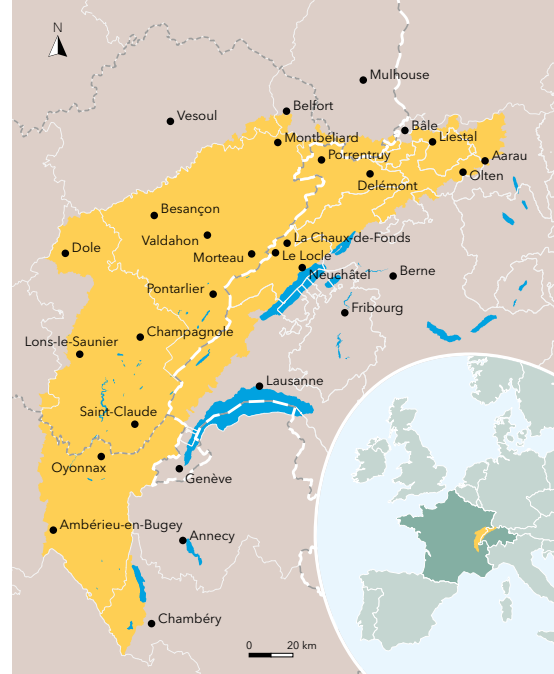 N
Mulhouse
Belfort
Vesoul
Bâle
Montbéliard
Liestal
Porrentruy
Aarau
Delémont
Olten
Besançon
Valdahon
La Chaux-de-Fonds
Dole
Morteau
Le Locle
Neuchâtel
Berne
Pontarlier
Fribourg
Champagnole
Lons-le-Saunier
Lausanne
Saint-Claude
Oyonnax
Genève
Ambérieu-en-Bugey
Annecy
Chambéry
0 20 km